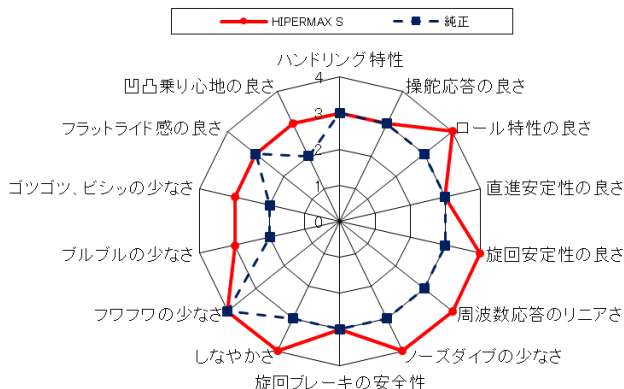 HIPERMAX S
純正
ハンドリング特性
操舵応答の良さ
ロール特性の良さ
直進安定性の良さ
旋回安定性の良さ
周波数応答のリニアさ
ノーズダイブの少なさ
旋回ブレーキの安全性
しなやかさ
フワフワの少なさ
ブルブルの少なさ
ゴツゴツ、ビシッの少なさ
フラットライド感の良さ
凹凸乗り心地の良さ
4
3
2
1
0